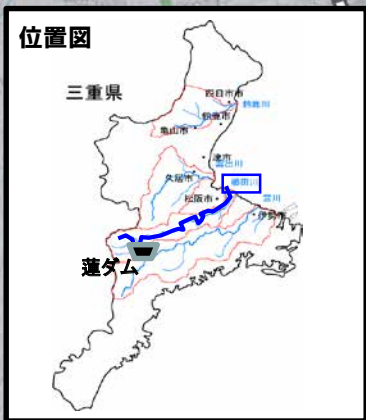 位置図
三重県
四日市市
鈴鹿川
鈴鹿市
亀山市
津市
雲出川
久居市
櫛田川
松阪市
宮川
伊勢市
蓮ダム